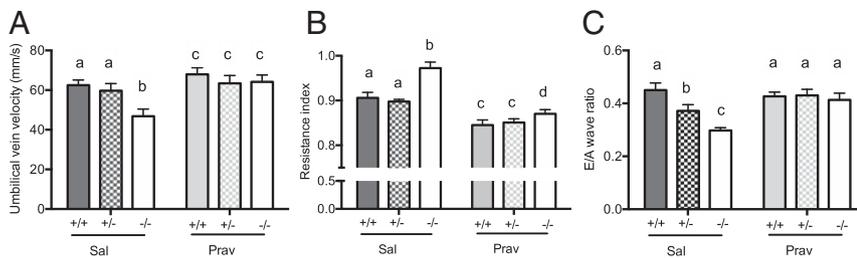 A
Umbilical vein velocity (mm/s)
80
60
40
20
0
a a b c c c
+/+ +/- -/- +/+ +/- -/-
Sal Prav
B
Resistance index
1.0
0.9
0.8
0.5
0.0
a a b c c d
+/+ +/- -/- +/+ +/- -/-
Sal Prav
C
E/A wave ratio
0.6
0.4
0.2
0.0
a b c a a a
+/+ +/- -/- +/+ +/- -/-
Sal Prav